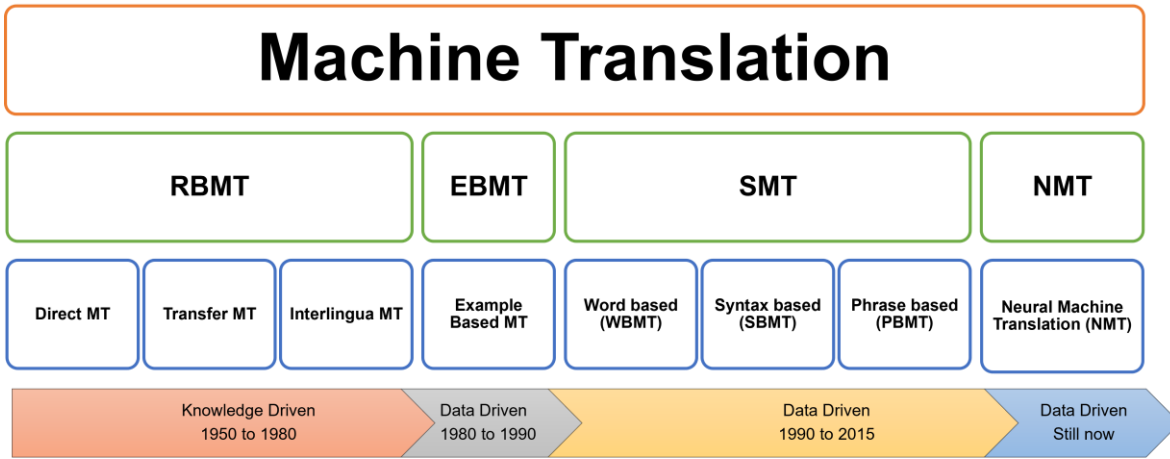 Machine Translation
RBMT
EBMT
SMT
NMT
Direct MT
Transfer MT
Interlingua MT
Example
Based MT
Word based
(WBMT)
Syntax based
(SBMT)
Phrase based
(PBMT)
Neural Machine
Translation (NMT)
Knowledge Driven
1950 to 1980
Data Driven
1980 to 1990
Data Driven
1990 to 2015
Data Driven
Still now